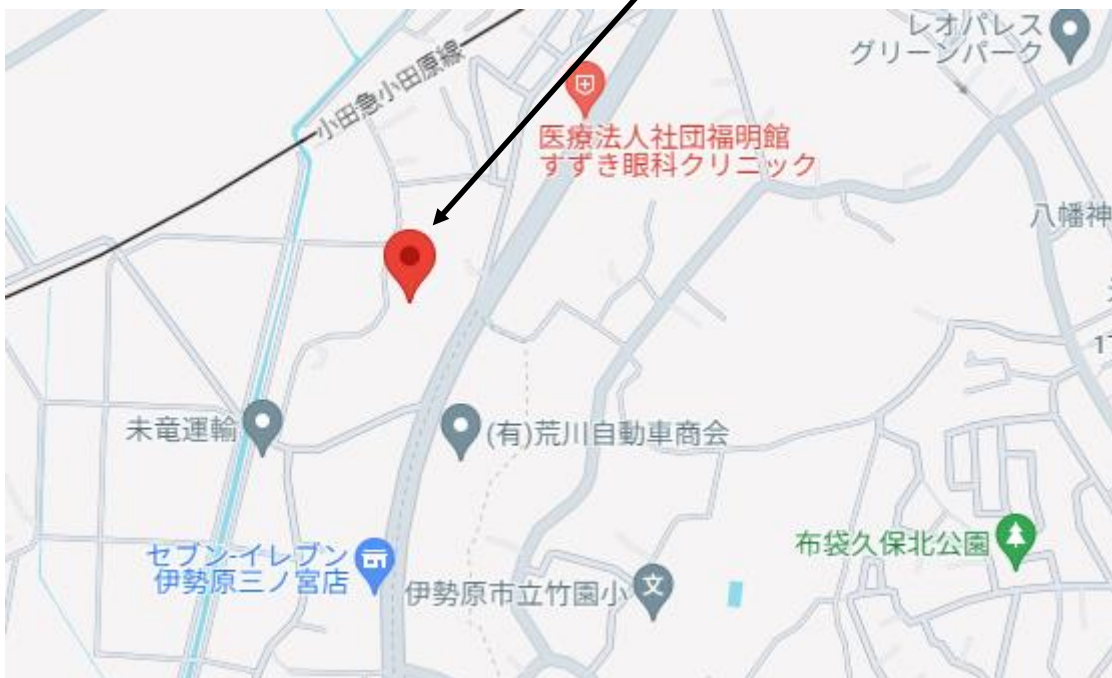 レオパレス
グリーンパーク
小田急小田原線
医療法人社団福明館
すずき眼科クリニック
八幡神
1
未竜運輸
(有)荒川自動車商会
セブン-イレブン
伊勢原三ノ宮店
伊勢原市立竹園小
文
布袋久保北公園